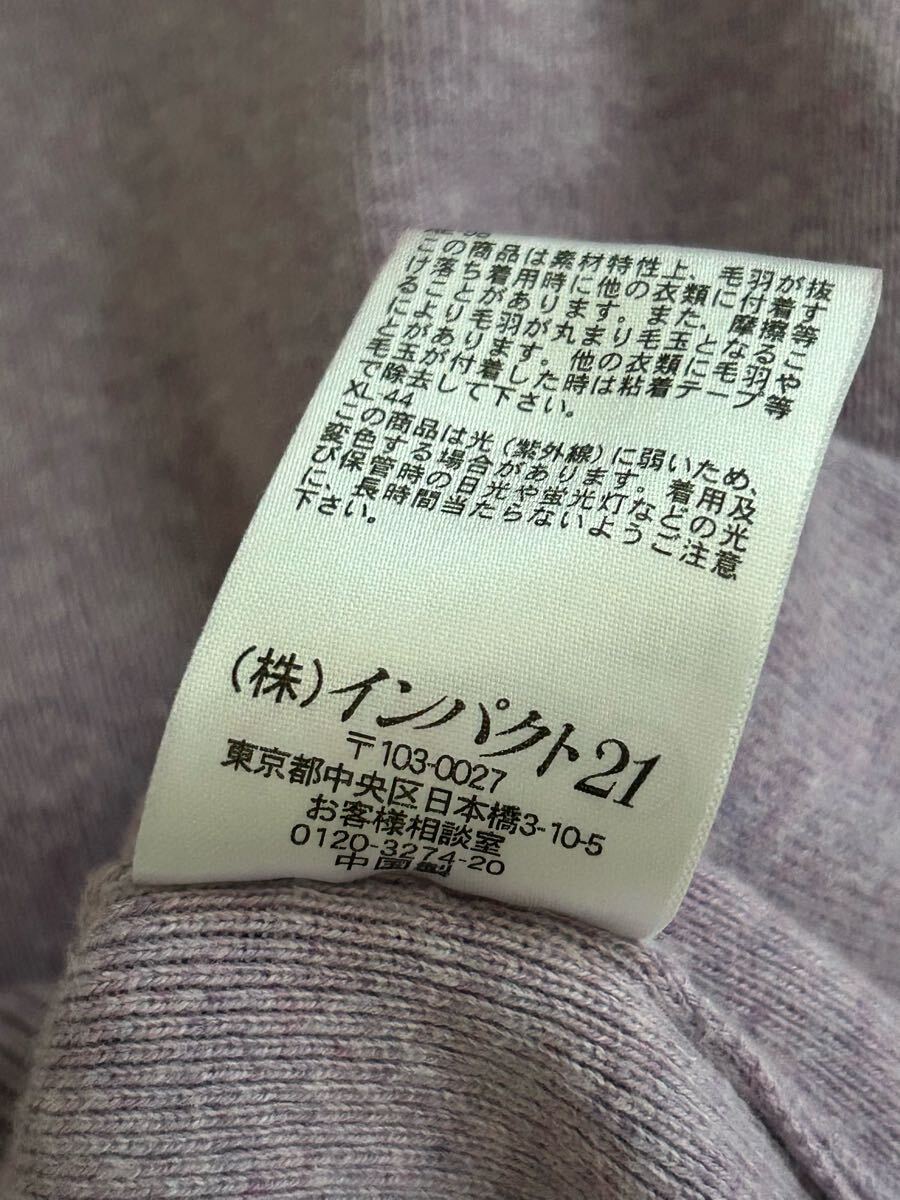 この商品は素材特性上、毛羽が抜
け落ち着用時に他の衣類に付着す
ることがあります。また、摩擦等
により毛羽が丸まり毛玉となるこ
とがあります。他の衣類に毛羽や
毛玉が付着した時は粘着テープ等
で除去して下さい。
XL-44
この商品は光(紫外線)に弱いため、
変色する場合があります。着用及
び保管時の日光や蛍光灯などの光
に、長時間当たらないようご注意
下さい。
(株)インパクト21
〒103-0027
東京都中央区日本橋3-10-5
お客様相談室
0120-3274-20
中国製